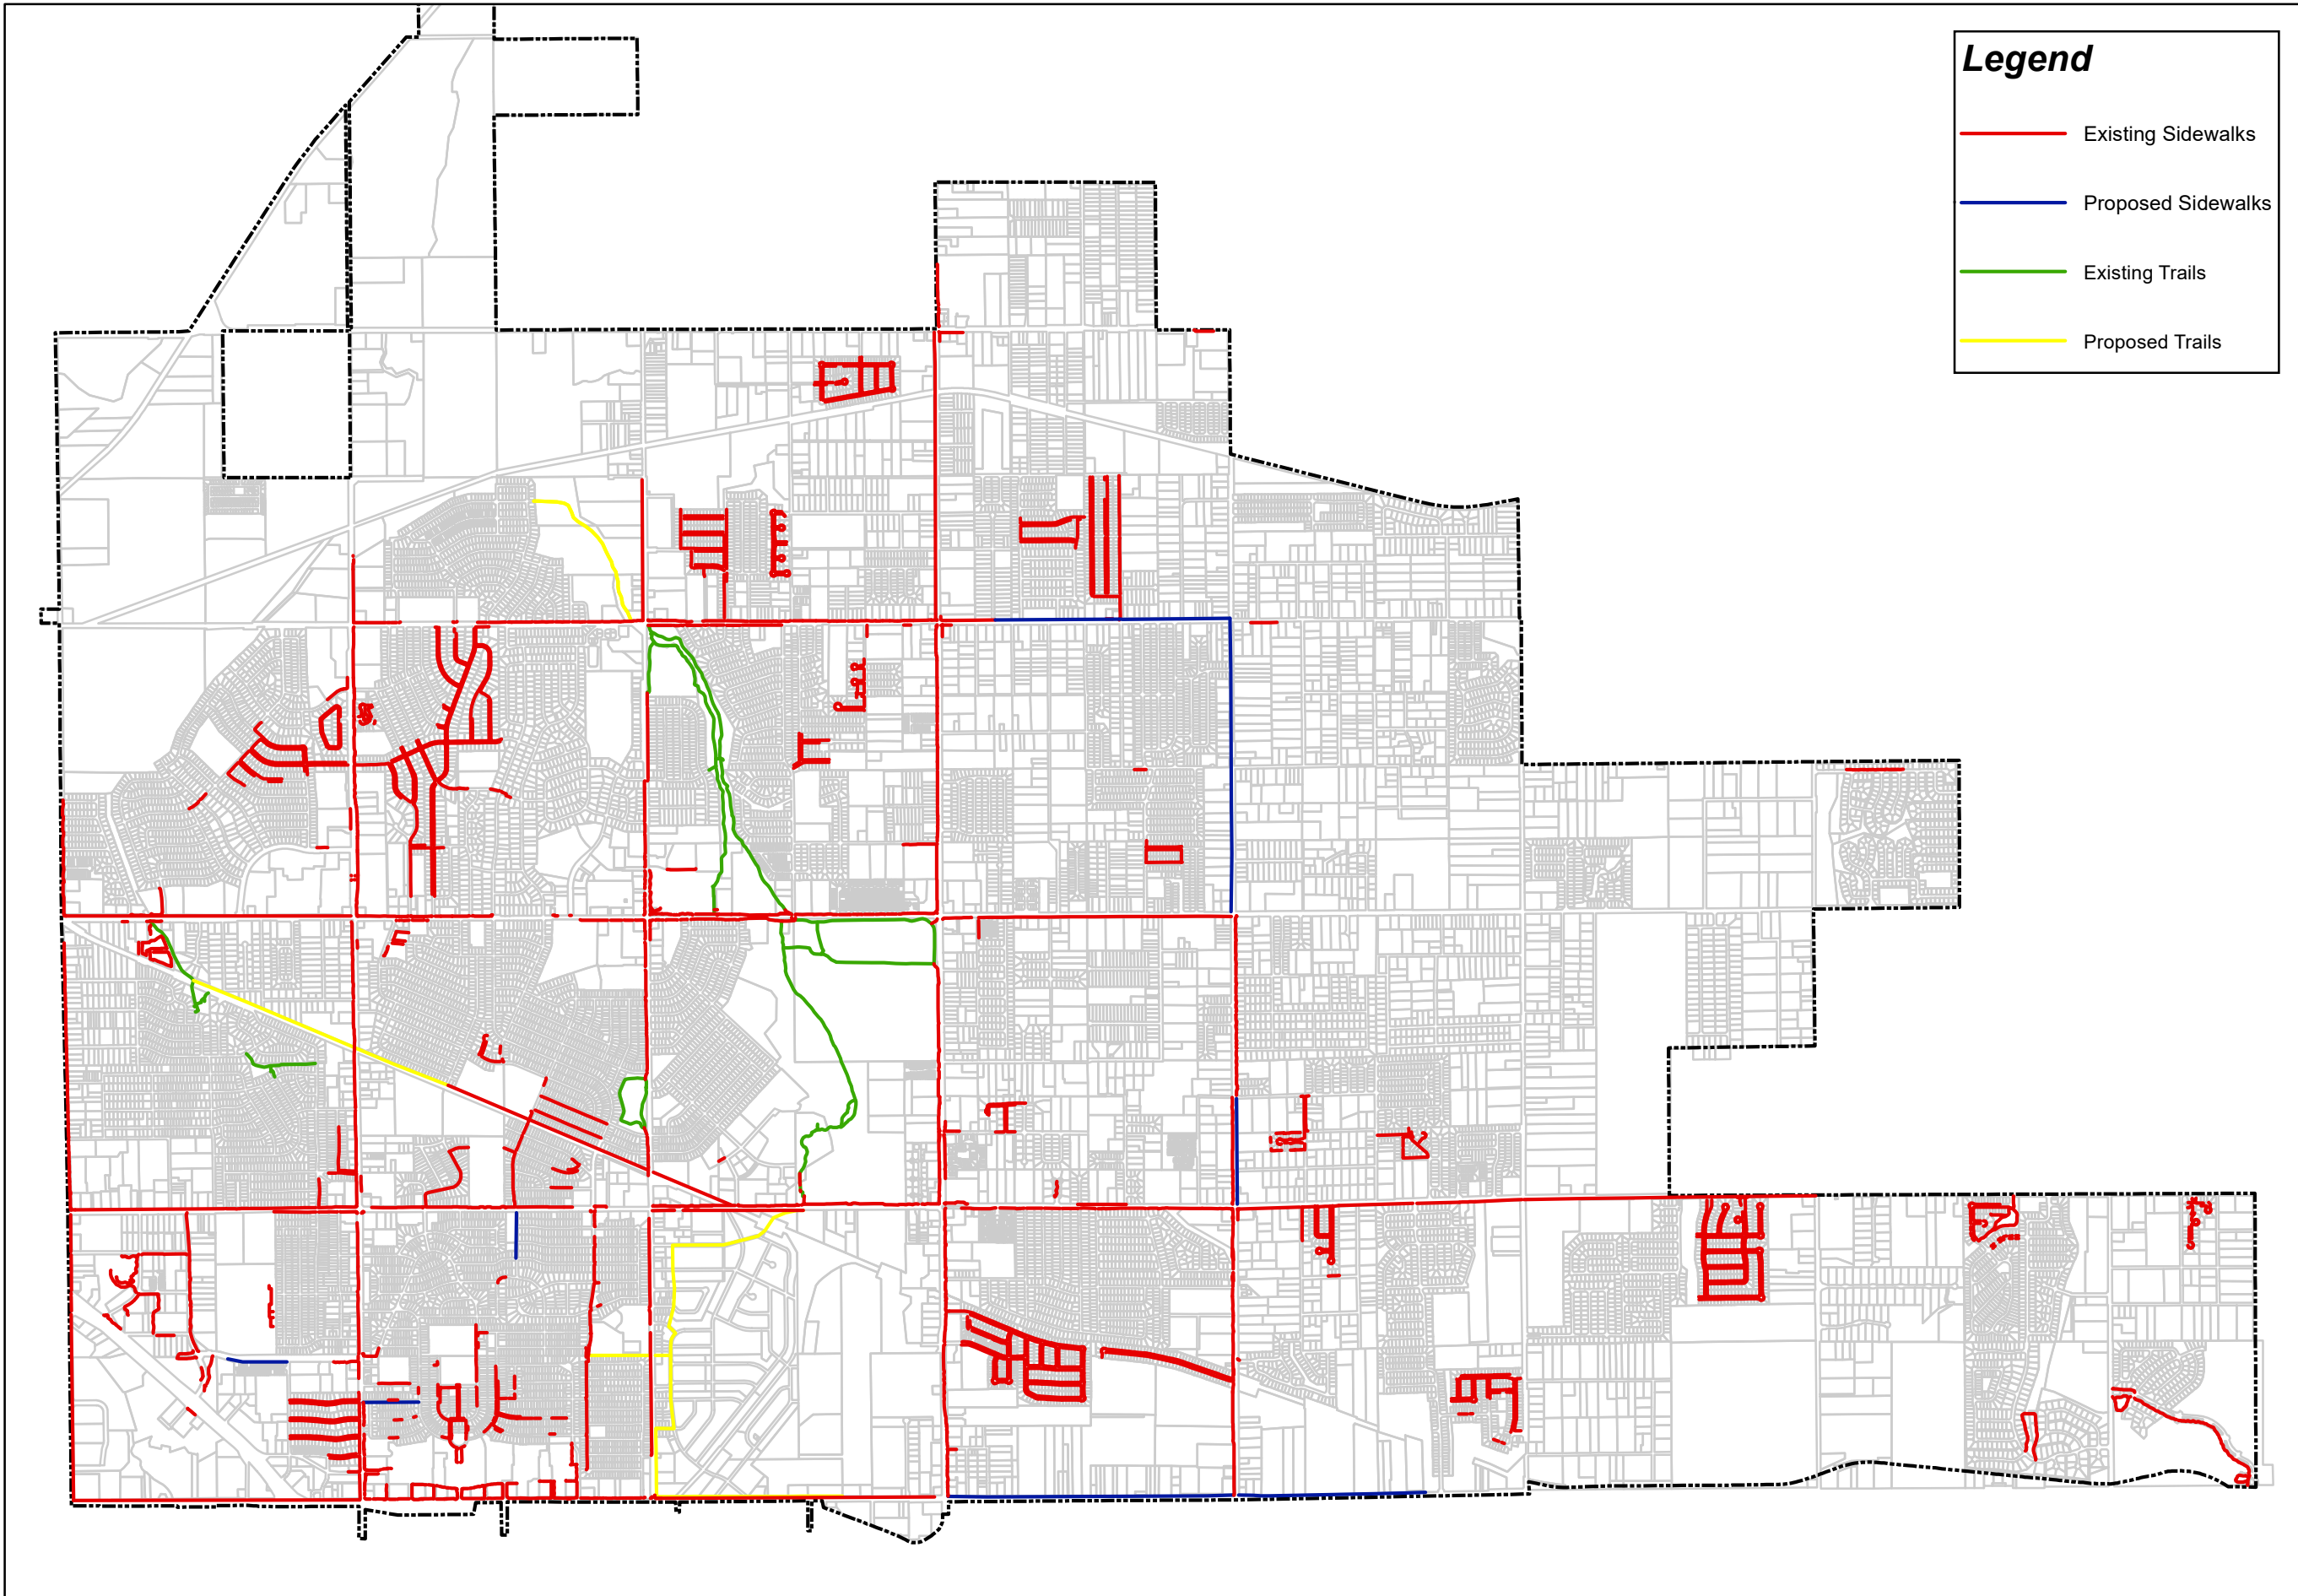 Legend
Existing Sidewalks
Proposed Sidewalks
Existing Trails
Proposed Trails